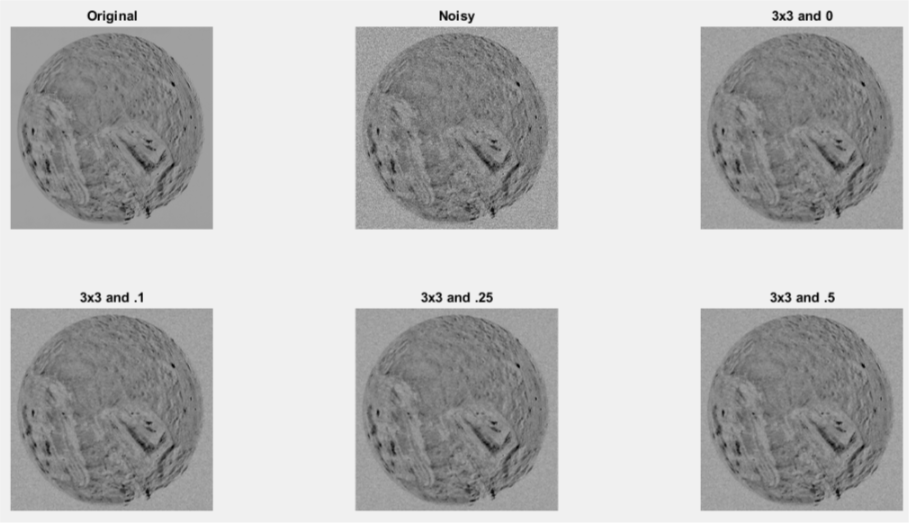 Original
Noisy
3x3 and 0
3x3 and .1
3x3 and .25
3x3 and .5